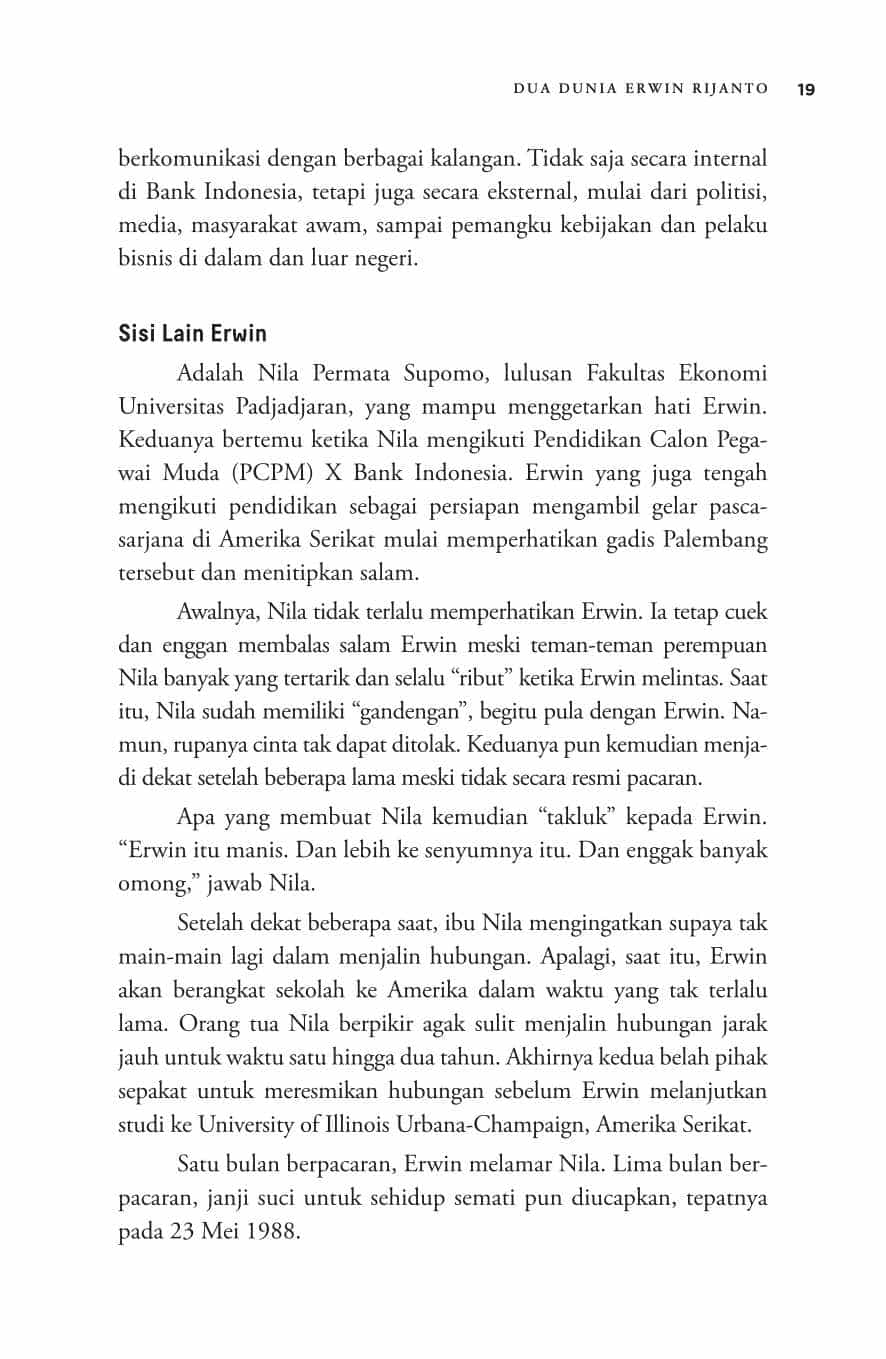 DUA DUNIA ERWIN RIJANTO 19
berkomunikasi dengan berbagai kalangan. Tidak saja secara internal
di Bank Indonesia, tetapi juga secara eksternal, mulai dari politisi,
media, masyarakat awam, sampai pemangku kebijakan dan pelaku
bisnis di dalam dan luar negeri.
Sisi Lain Erwin
Adalah Nila Permata Supomo, lulusan Fakultas Ekonomi
Universitas Padjadjaran, yang mampu menggetarkan hati Erwin.
Keduanya bertemu ketika Nila mengikuti Pendidikan Calon Pega-
wai Muda (PCPM) X Bank Indonesia. Erwin yang juga tengah
mengikuti pendidikan sebagai persiapan mengambil gelar pasca-
sarjana di Amerika Serikat mulai memperhatikan gadis Palembang
tersebut dan menitipkan salam.
Awalnya, Nila tidak terlalu memperhatikan Erwin. Ia tetap cuek
dan enggan membalas salam Erwin meski teman-teman perempuan
Nila banyak yang tertarik dan selalu “ribut” ketika Erwin melintas. Saat
itu, Nila sudah memiliki “gandengan”, begitu pula dengan Erwin. Na-
mun, rupanya cinta tak dapat ditolak. Keduanya pun kemudian menja-
di dekat setelah beberapa lama meski tidak secara resmi pacaran.
Apa yang membuat Nila kemudian “takluk” kepada Erwin.
“Erwin itu manis. Dan lebih ke senyumnya itu. Dan enggak banyak
omong,” jawab Nila.
Setelah dekat beberapa saat, ibu Nila mengingatkan supaya tak
main-main lagi dalam menjalin hubungan. Apalagi, saat itu, Erwin
akan berangkat sekolah ke Amerika dalam waktu yang tak terlalu
lama. Orang tua Nila berpikir agak sulit menjalin hubungan jarak
jauh untuk waktu satu hingga dua tahun. Akhirnya kedua belah pihak
sepakat untuk meresmikan hubungan sebelum Erwin melanjutkan
studi ke University of Illinois Urbana-Champaign, Amerika Serikat.
Satu bulan berpacaran, Erwin melamar Nila. Lima bulan ber-
pacaran, janji suci untuk sehidup semati pun diucapkan, tepatnya
pada 23 Mei 1988.